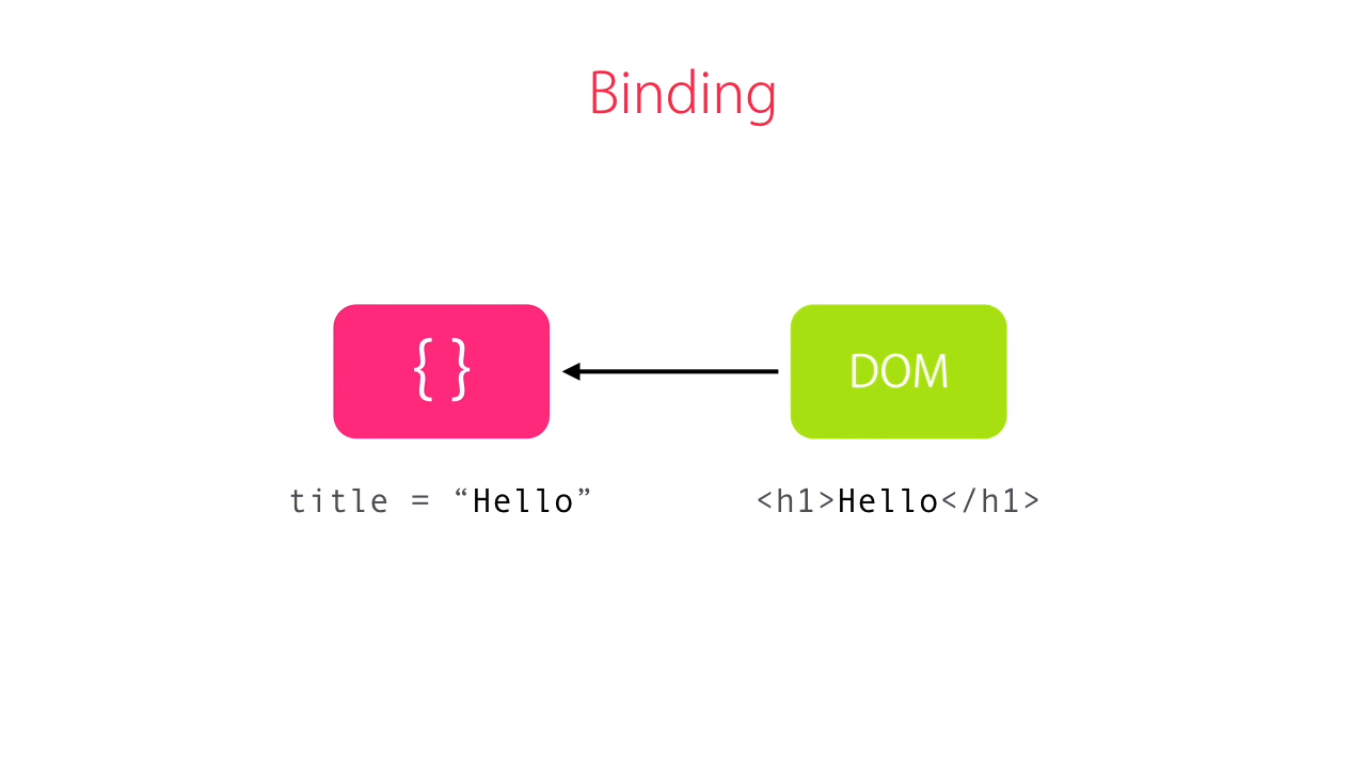 Binding
{ }
DOM
title = “Hello”
<h1>Hello</h1>